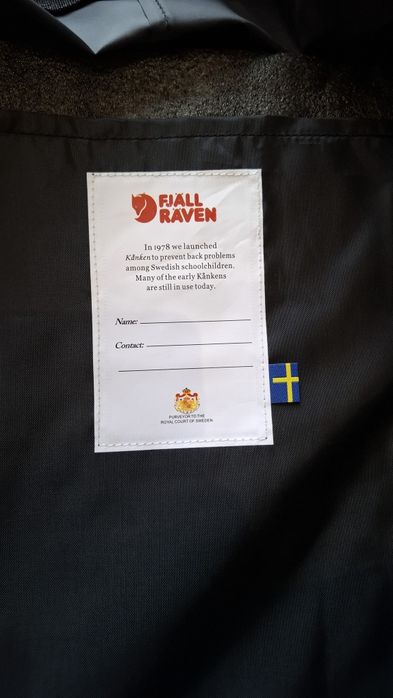 FJÄLL
RÄVEN
In 1978 we launched
Kånken to prevent back problems
among Swedish schoolchildren.
Many of the early Kånkens
are still in use today.
Name:
Contact:
PURVEYOR TO THE
ROYAL COURT OF SWEDEN